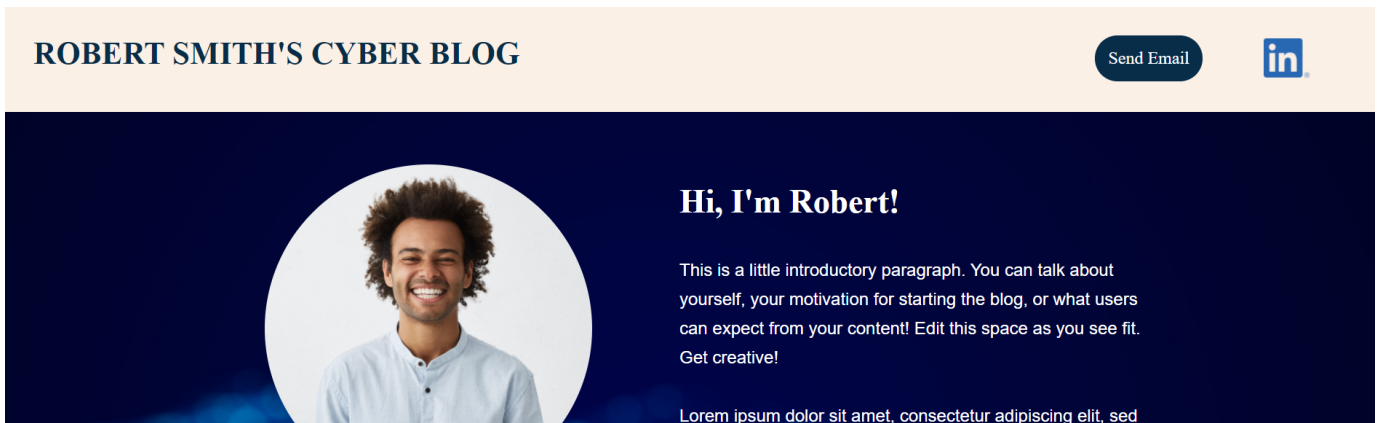 ROBERT SMITH'S CYBER BLOG
Send Email
in
Hi, I'm Robert!
This is a little introductory paragraph. You can talk about
yourself, your motivation for starting the blog, or what users
can expect from your content! Edit this space as you see fit.
Get creative!
Lorem ipsum dolor sit amet, consectetur adipiscing elit, sed